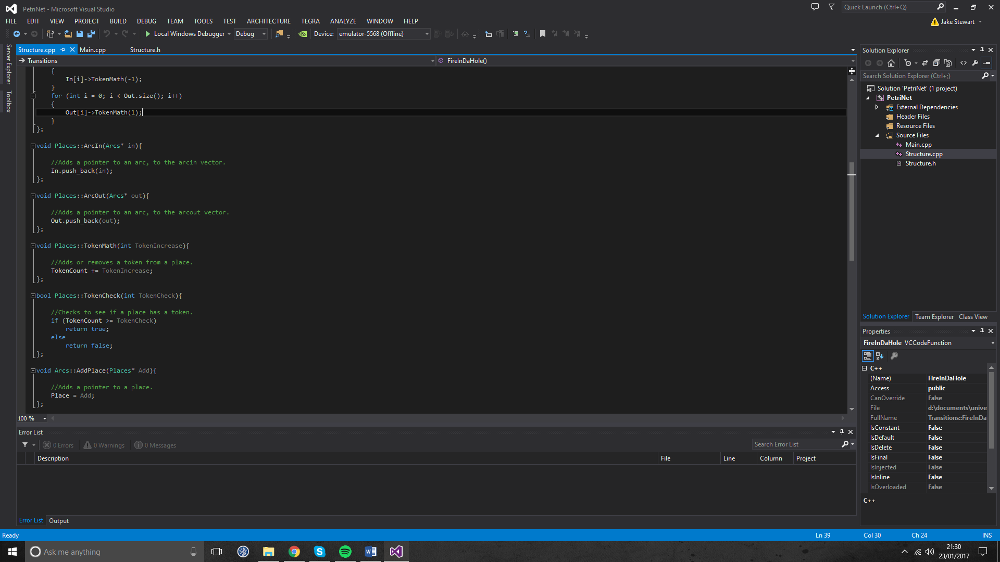 PetriNet - Microsoft Visual Studio
Quick Launch (Ctrl+Q)
FILE EDIT VIEW PROJECT BUILD DEBUG TEAM TOOLS TEST ARCHITECTURE TEGRA ANALYZE WINDOW HELP
Jake Stewart
Local Windows Debugger Debug Device: emulator-5568 (Offline)
Server Explorer
Toolbox
Structure.cpp Main.cpp Structure.h
Transitions FireInDaHole()
{
In[i]->TokenMath(-1);
}
for (int i = 0; i < Out.size(); i++)
{
Out[i]->TokenMath(1);
}
};
void Places::ArcIn(Arcs* in){
//Adds a pointer to an arc, to the arcin vector.
In.push_back(in);
};
void Places::ArcOut(Arcs* out){
//Adds a pointer to an arc, to the arcout vector.
Out.push_back(out);
};
void Places::TokenMath(int TokenIncrease){
//Adds or removes a token from a place.
TokenCount += TokenIncrease;
};
bool Places::TokenCheck(int TokenCheck){
//Checks to see if a place has a token.
if (TokenCount >= TokenCheck)
return true;
else
return false;
};
void Arcs::AddPlace(Places* Add){
//Adds a pointer to a place.
Place = Add;
};
100 %
Solution Explorer
Search Solution Explorer (Ctrl+;)
Solution 'PetriNet' (1 project)
PetriNet
External Dependencies
Header Files
Resource Files
Source Files
Main.cpp
Structure.cpp
Structure.h
Solution Explorer Team Explorer Class View
Properties
FireInDaHole VCCodeFunction
C++
(Name) FireInDaHole
Access public
CanOverride False
File d:\documents\unive
FullName Transitions::FireInDa
IsConstant False
IsDefault False
IsDelete False
IsFinal False
IsInjected False
IsInline False
IsOverloaded False
C++
Error List
0 Errors 0 Warnings 0 Messages
Search Error List
Description File Line Column Project
Error List Output
Ready Ln 39 Col 30 Ch 24 INS
Ask me anything
21:30
23/01/2017